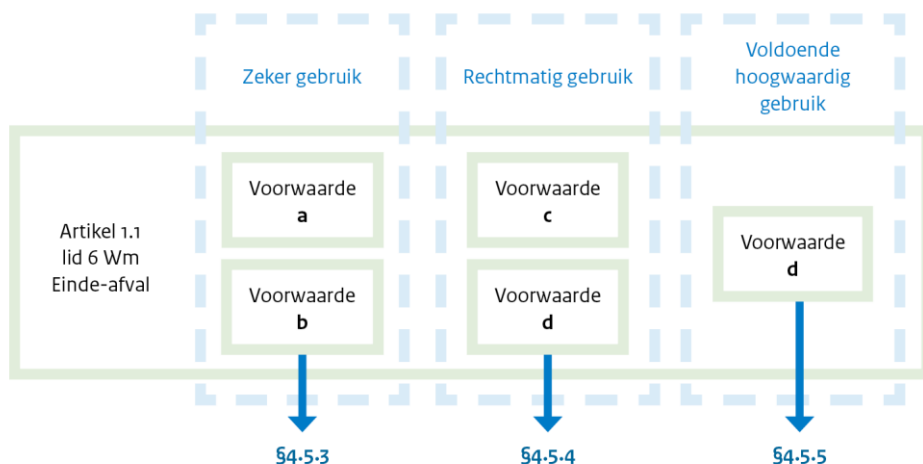 Zeker gebruik
Rechtmatig gebruik
Voldoende
hoogwaardig
gebruik
Artikel 1.1
lid 6 Wm
Einde-afval
Voorwaarde
a
Voorwaarde
b
Voorwaarde
c
Voorwaarde
d
Voorwaarde
d
§4.5.3
§4.5.4
§4.5.5